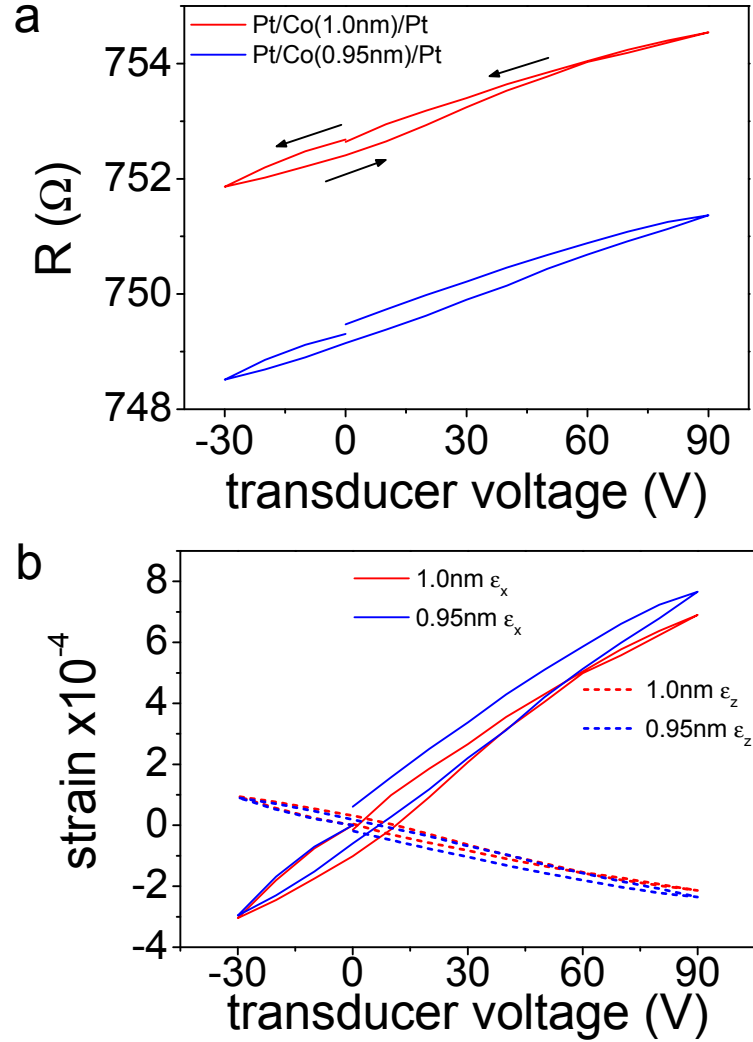 a
Pt/Co(1.0nm)/Pt
Pt/Co(0.95nm)/Pt
754
752
750
748
R (Ω)
-30 0 30 60 90
transducer voltage (V)
b
1.0nm εx
0.95nm εx
1.0nm εz
0.95nm εz
8
6
4
2
0
-2
-4
strain x10-4
-30 0 30 60 90
transducer voltage (V)